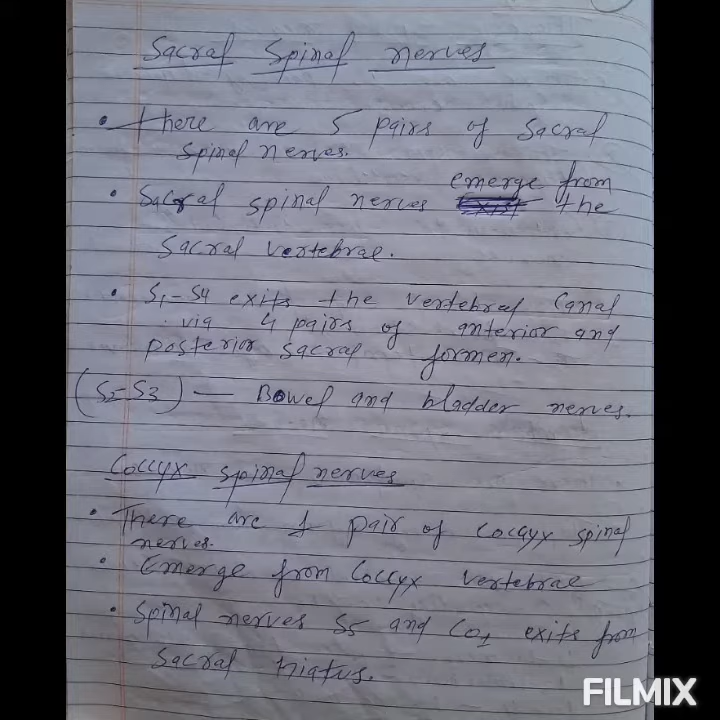 Sacral Spinal nerves
• There are 5 pairs of Sacral
Spinal nerves.
emerge from
• Sacral spinal nerves the
Sacral vertebrae.
• S1-S4 exits the vertebral Canal
via 4 pairs of anterior and
posterior sacral formen.
(S2-S3) — Bowel and bladder nerves.
Coccyx spinal nerves
• There are 1 pair of Coccyx spinal
nerves.
• Emerge from Coccyx vertebrae
• Spinal nerves S5 and Co1 exits from
Sacral hiatus.
FILMIX